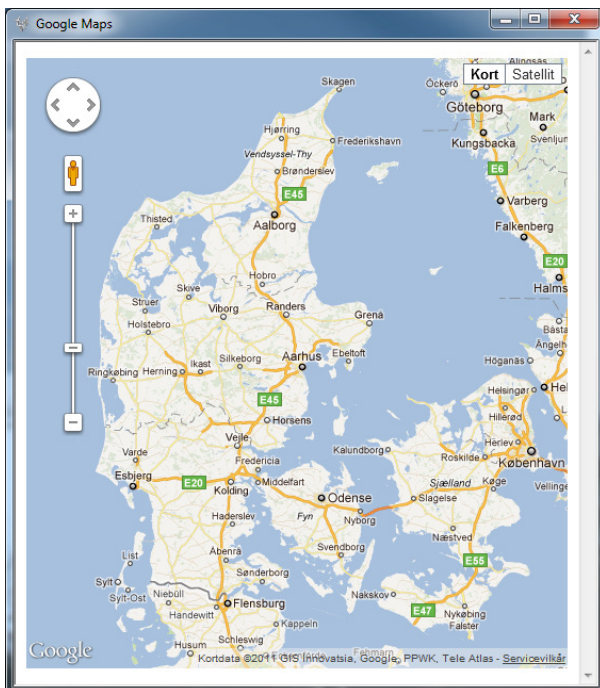 Google Maps
Kort Satellit
Skagen
Öckerö
Alingsås
Göteborg
Mark
Kungsbacka
Svenljun
Hjørring
Frederikshavn
Vendsyssel-Thy
Brønderslev
E6
E45
Varberg
Thisted
Aalborg
Falkenberg
E20
Hobro
Halms
Struer
Skive
Viborg
Randers
Grenå
Holstebro
Båsta
Ängelh
Ringkøbing
Herning
Ikast
Silkeborg
Aarhus
Ebeltoft
Höganäs
Helsingør
Hel
E45
Horsens
Hillerød
Vejle
Kalundborg
Herlev
Varde
Fredericia
Roskilde
København
Esbjerg
E20
Kolding
Middelfart
Odense
Sjælland
Køge
Vellinge
Slagelse
Haderslev
Fyn
Nyborg
Næstved
List
Åbenrå
Svendborg
E55
Sylt
Sønderborg
Sylt-Ost
Niebüll
Nakskov
E47
Flensburg
Handewitt
Nykøbing
Falster
Kappeln
Husum
Schleswig
Google
Kortdata ©2011 GIS Innovatsia, Google, PPWK, Tele Atlas - Servicevilkår